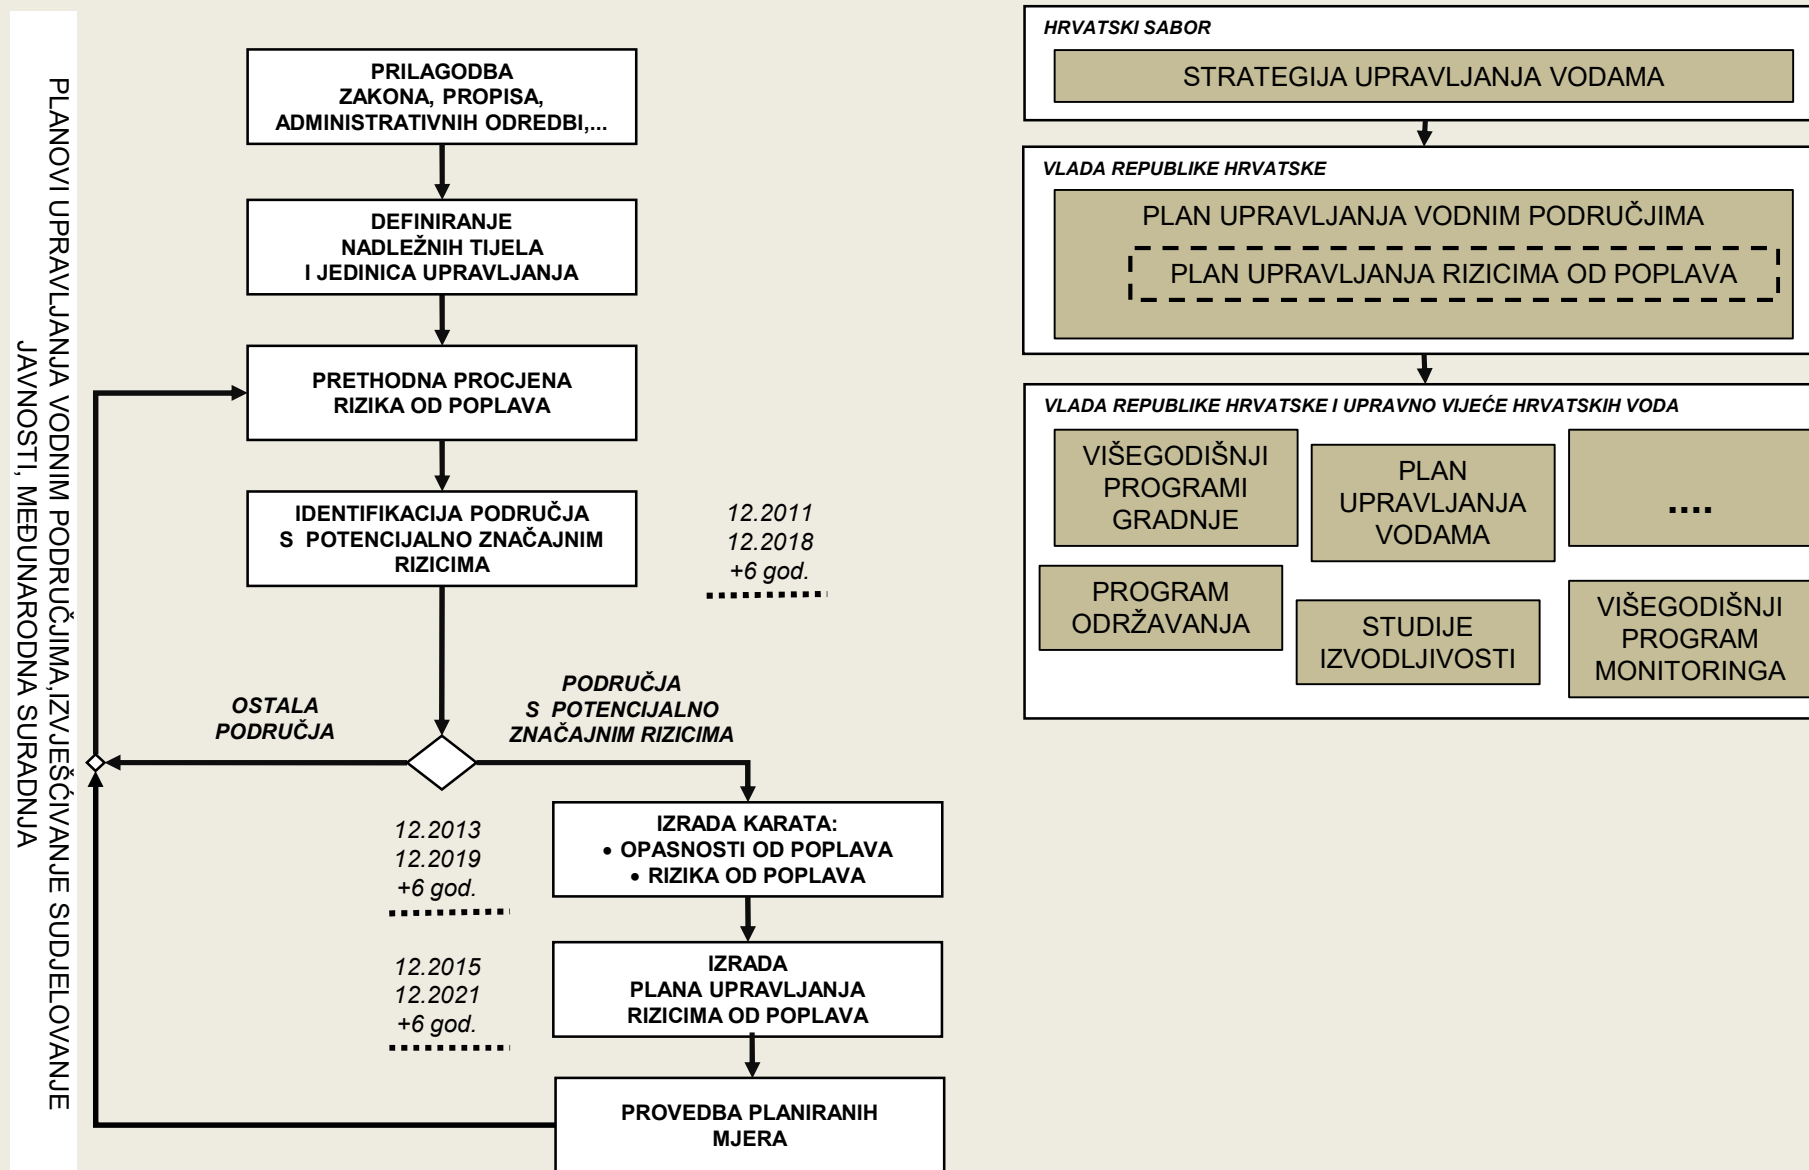 PLANOVI UPRAVLJANJA VODNIM PODRUČJIMA,IZVJEŠĆIVANJE SUDJELOVANJE
JAVNOSTI, MEĐUNARODNA SURADNJA
PRILAGODBA
ZAKONA, PROPISA,
ADMINISTRATIVNIH ODREDBI,...
DEFINIRANJE
NADLEŽNIH TIJELA
I JEDINICA UPRAVLJANJA
PRETHODNA PROCJENA
RIZIKA OD POPLAVA
IDENTIFIKACIJA PODRUČJA
S POTENCIJALNO ZNAČAJNIM
RIZICIMA
12.2011
12.2018
+6 god.
OSTALA
PODRUČJA
PODRUČJA
S POTENCIJALNO
ZNAČAJNIM RIZICIMA
12.2013
12.2019
+6 god.
IZRADA KARATA:
• OPASNOSTI OD POPLAVA
• RIZIKA OD POPLAVA
12.2015
12.2021
+6 god.
IZRADA
PLANA UPRAVLJANJA
RIZICIMA OD POPLAVA
PROVEDBA PLANIRANIH
MJERA
HRVATSKI SABOR
STRATEGIJA UPRAVLJANJA VODAMA
VLADA REPUBLIKE HRVATSKE
PLAN UPRAVLJANJA VODNIM PODRUČJIMA
PLAN UPRAVLJANJA RIZICIMA OD POPLAVA
VLADA REPUBLIKE HRVATSKE I UPRAVNO VIJEĆE HRVATSKIH VODA
VIŠEGODIŠNJI
PROGRAMI
GRADNJE
PLAN
UPRAVLJANJA
VODAMA
....
PROGRAM
ODRŽAVANJA
STUDIJE
IZVODLJIVOSTI
VIŠEGODIŠNJI
PROGRAM
MONITORINGA